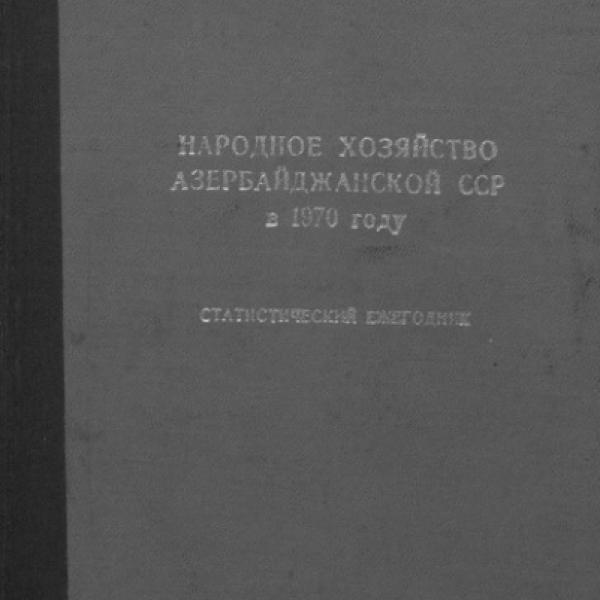 НАРОДНОЕ ХОЗЯЙСТВО
АЗЕРБАЙДЖАНСКОЙ ССР
в 1970 году
СТАТИСТИЧЕСКИЙ ЕЖЕГОДНИК